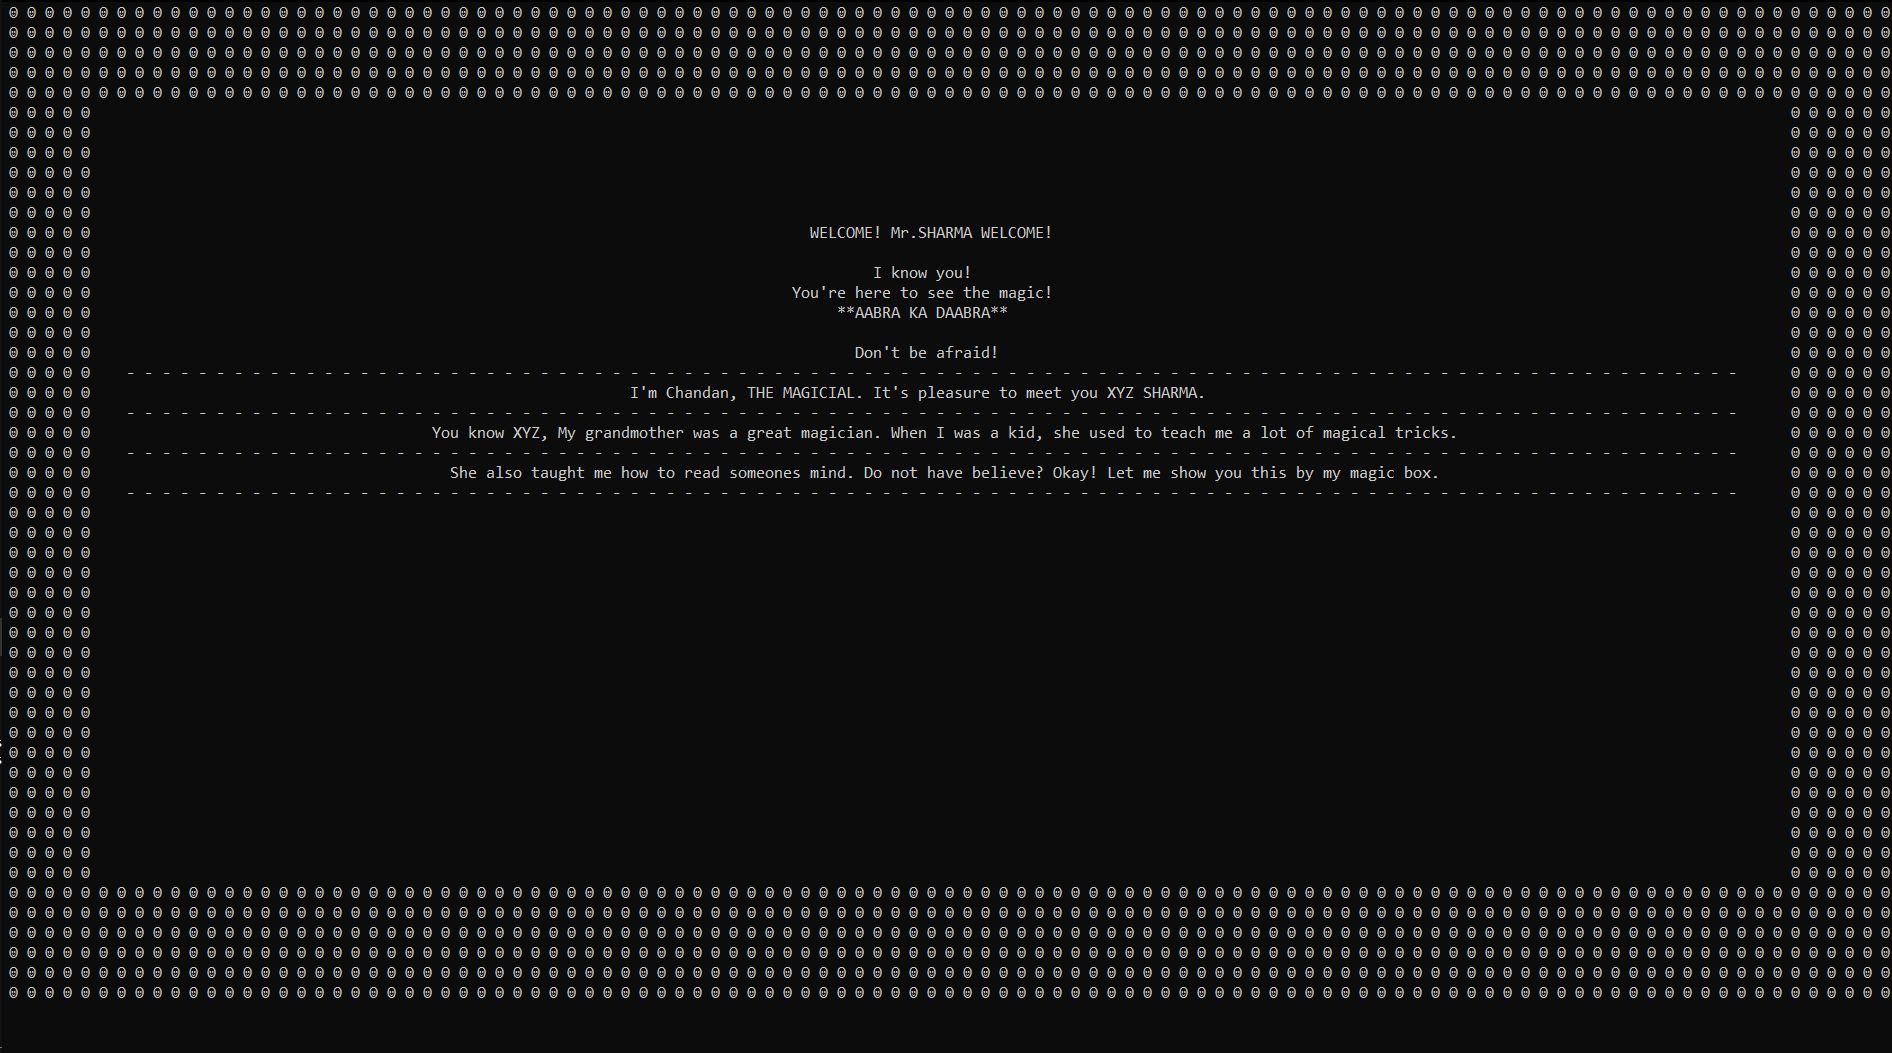 WELCOME! Mr.SHARMA WELCOME!
I know you!
You're here to see the magic!
**AABRA KA DAABRA**
Don't be afraid!
- - - - - - - - - - - - - - - - - - - - - - - - - - - - - - - - - - - - - - - - - - - - - - - - - - - - - - - - - - - - - - - - - - - - - - - - - - - - - - - - - - - - - - - - - -
I'm Chandan, THE MAGICIAL. It's pleasure to meet you XYZ SHARMA.
- - - - - - - - - - - - - - - - - - - - - - - - - - - - - - - - - - - - - - - - - - - - - - - - - - - - - - - - - - - - - - - - - - - - - - - - - - - - - - - - - - - - - - - - - -
You know XYZ, My grandmother was a great magician. When I was a kid, she used to teach me a lot of magical tricks.
- - - - - - - - - - - - - - - - - - - - - - - - - - - - - - - - - - - - - - - - - - - - - - - - - - - - - - - - - - - - - - - - - - - - - - - - - - - - - - - - - - - - - - - - - -
She also taught me how to read someones mind. Do not have believe? Okay! Let me show you this by my magic box.
- - - - - - - - - - - - - - - - - - - - - - - - - - - - - - - - - - - - - - - - - - - - - - - - - - - - - - - - - - - - - - - - - - - - - - - - - - - - - - - - - - - - - - - - - -